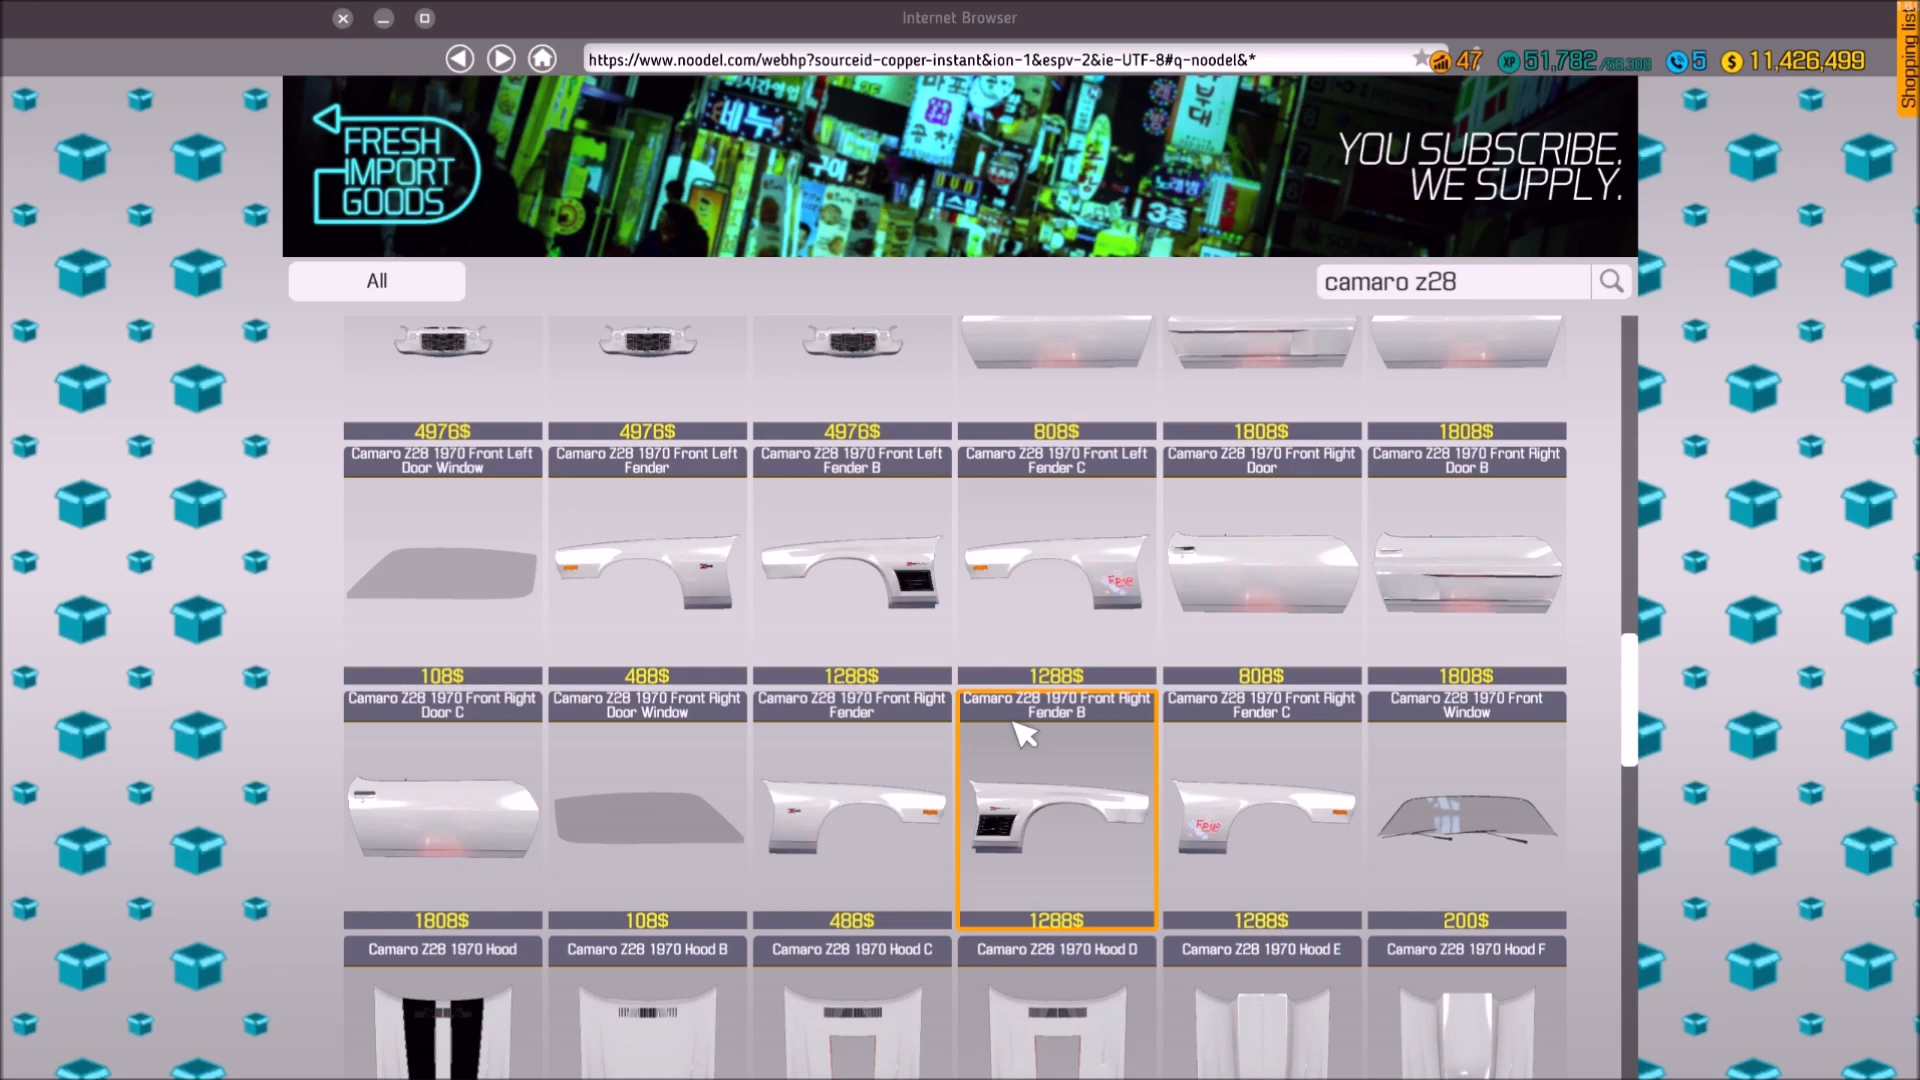 Internet Browser
Shopping list
https://www.noodel.com/webhp?sourceid-copper-instant&ion-1&espv-2&ie-UTF-8#q-noodel&*
47
XP 51,782
5
$ 11,426,499
FRESH
IMPORT
GOODS
YOU SUBSCRIBE.
WE SUPPLY.
All
camaro z28
4976$ 4976$ 4976$ 808$ 1808$ 1808$
Camaro Z28 1970 Front Left
Door Window
Camaro Z28 1970 Front Left
Fender
Camaro Z28 1970 Front Left
Fender B
Camaro Z28 1970 Front Left
Fender C
Camaro Z28 1970 Front Right
Door
Camaro Z28 1970 Front Right
Door B
108$ 488$ 1288$ 1288$ 808$ 1808$
Camaro Z28 1970 Front Right
Door C
Camaro Z28 1970 Front Right
Door Window
Camaro Z28 1970 Front Right
Fender
Camaro Z28 1970 Front Right
Fender B
Camaro Z28 1970 Front Right
Fender C
Camaro Z28 1970 Front
Window
1808$ 108$ 488$ 1288$ 1288$ 200$
Camaro Z28 1970 Hood
Camaro Z28 1970 Hood B
Camaro Z28 1970 Hood C
Camaro Z28 1970 Hood D
Camaro Z28 1970 Hood E
Camaro Z28 1970 Hood F